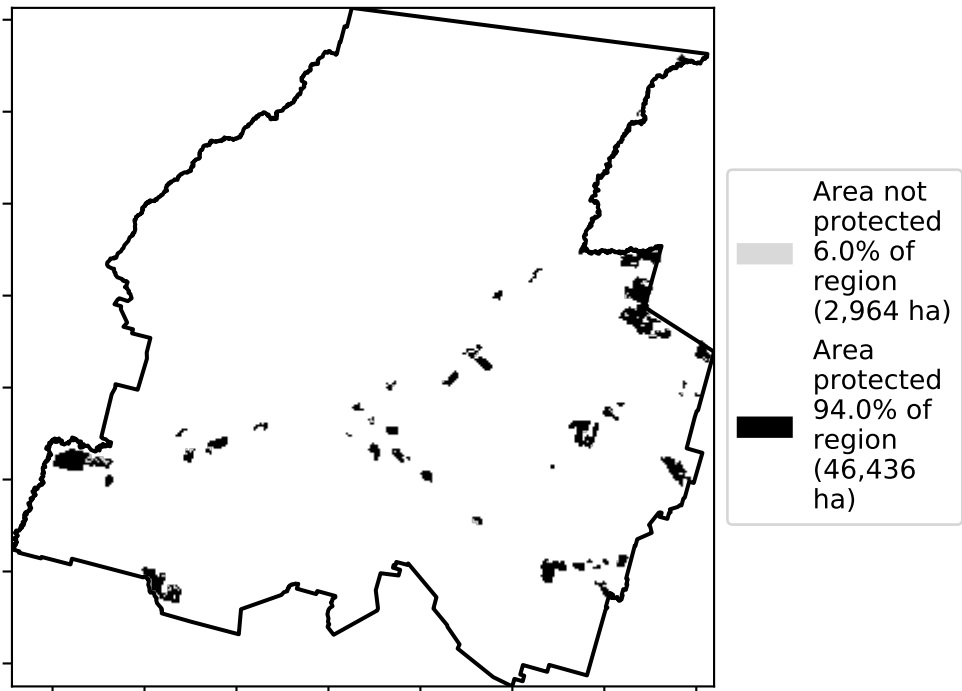 Area not
protected
6.0% of
region
(2,964 ha)
Area
protected
94.0% of
region
(46,436
ha)